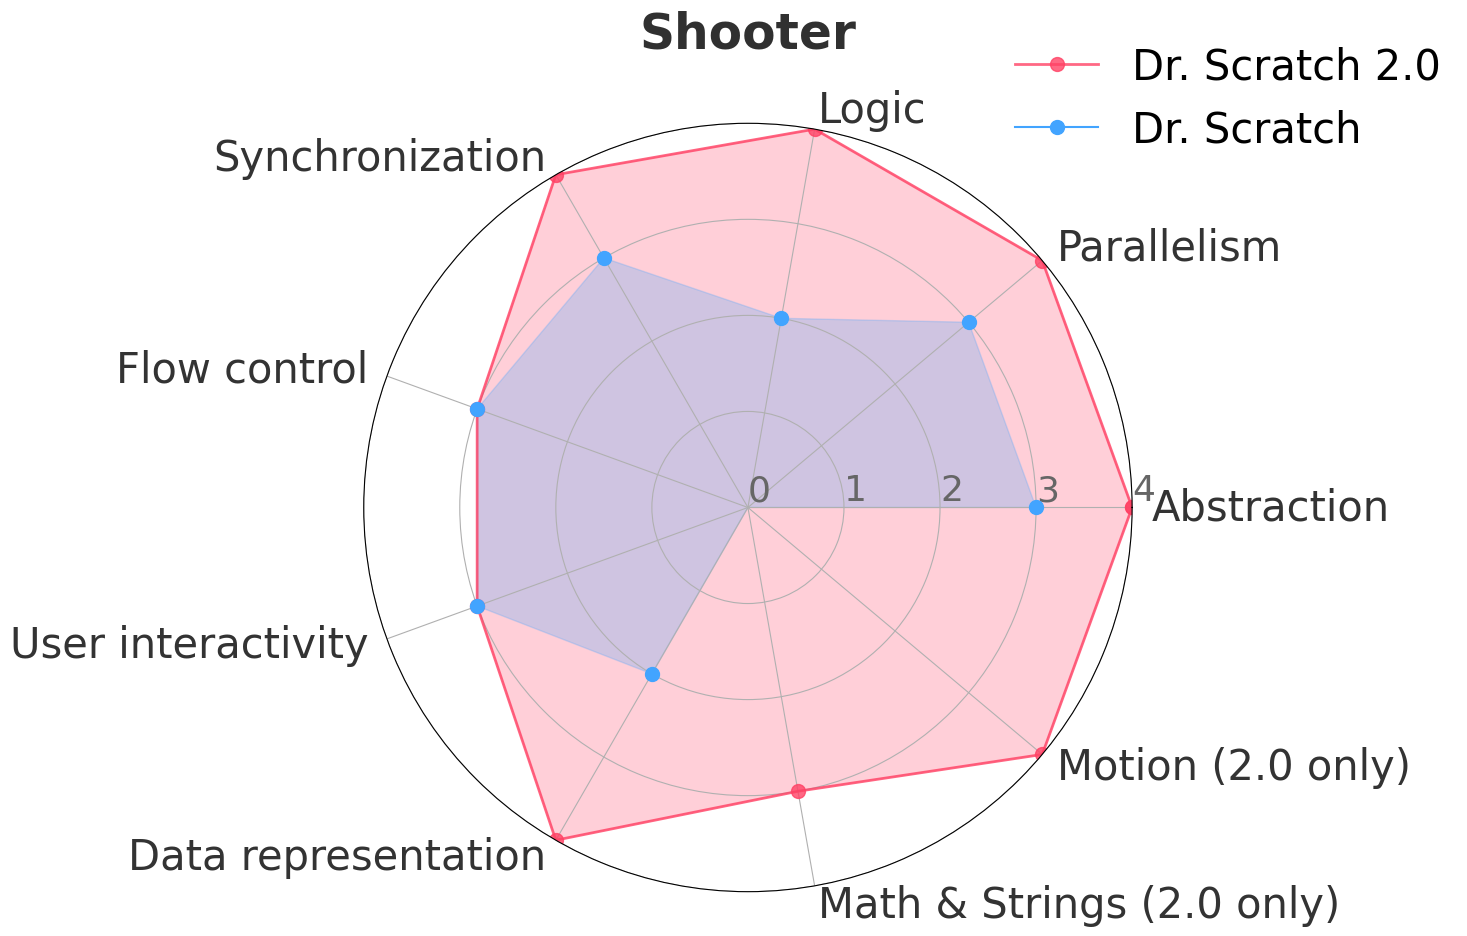 Shooter
Dr. Scratch 2.0
Dr. Scratch
Logic
Synchronization
Parallelism
Flow control
0 1 2 3 4
Abstraction
User interactivity
Motion (2.0 only)
Data representation
Math & Strings (2.0 only)